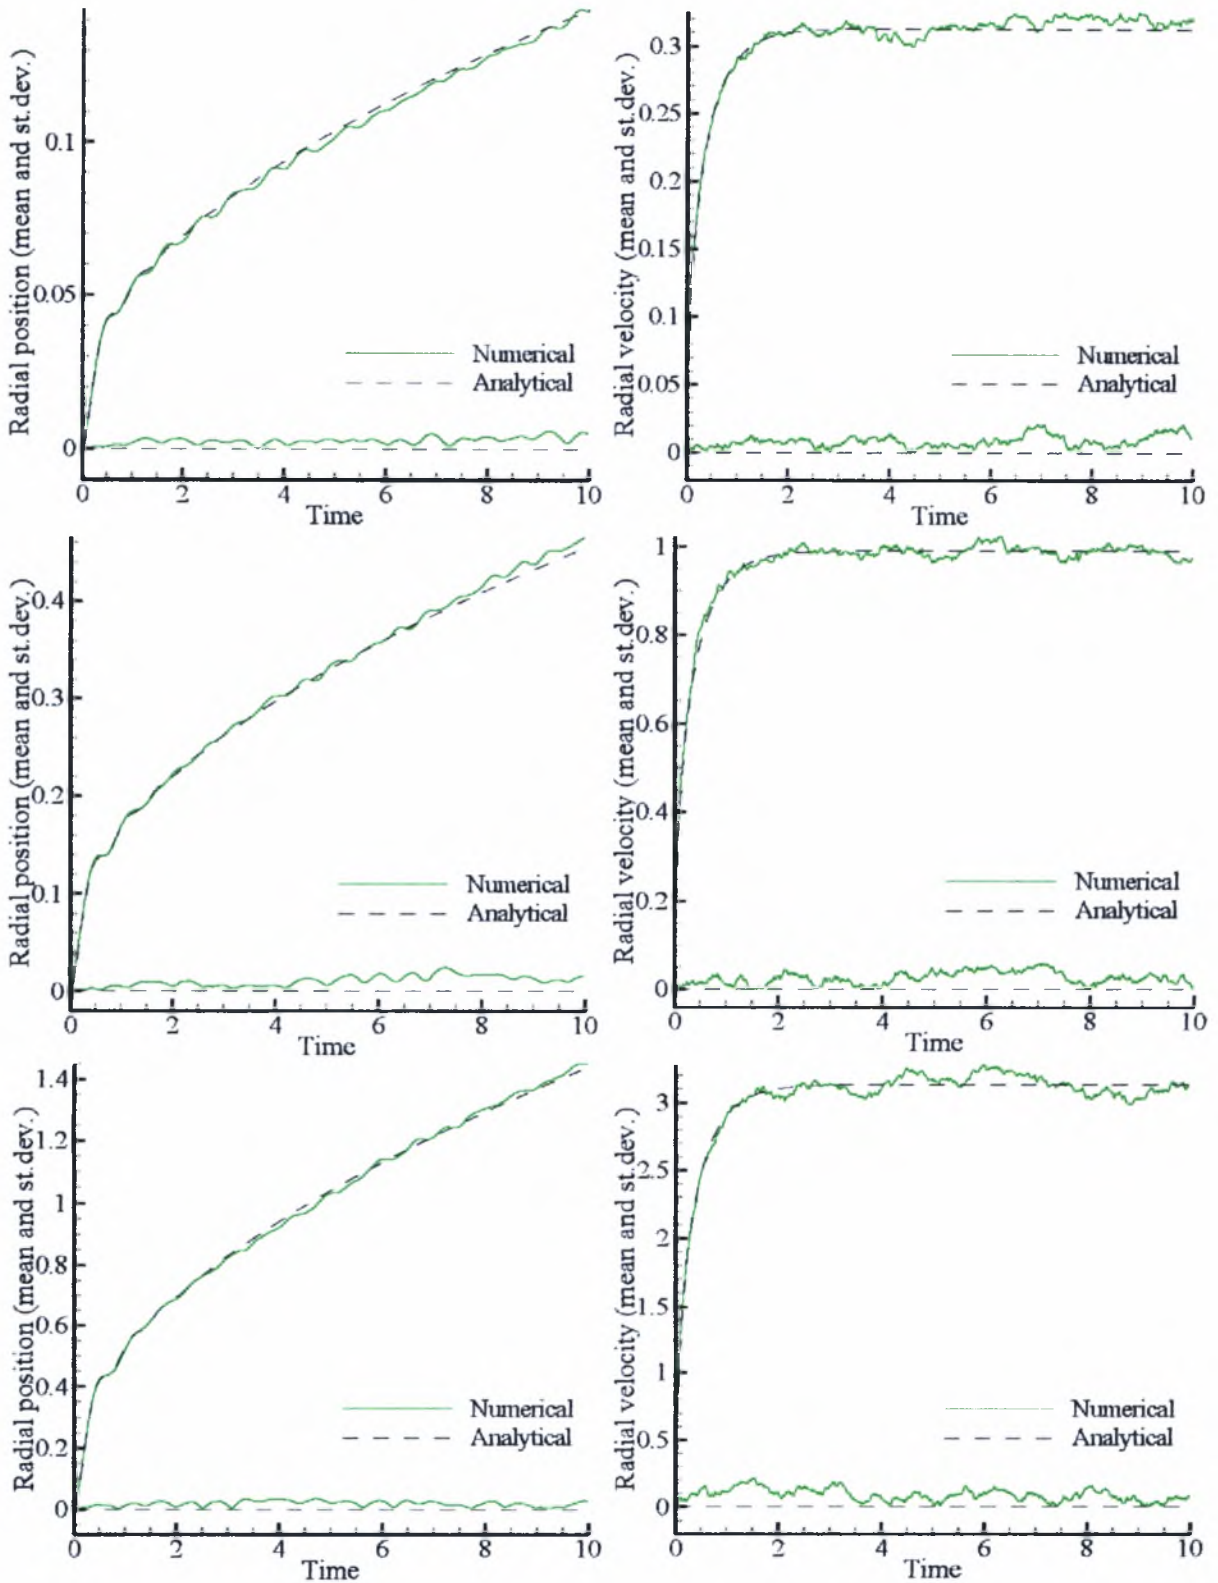 Radial position (mean and st.dev.)
0.1
0.05
0
Numerical
Analytical
0 2 4 6 8 10
Time
Radial velocity (mean and st.dev.)
0.3
0.25
0.2
0.15
0.1
0.05
0
Numerical
Analytical
0 2 4 6 8 10
Time
Radial position (mean and st.dev.)
0.4
0.3
0.2
0.1
0
Numerical
Analytical
0 2 4 6 8 10
Time
Radial velocity (mean and st.dev.)
1
0.8
0.6
0.4
0.2
0
Numerical
Analytical
0 2 4 6 8 10
Time
Radial position (mean and st.dev.)
1.4
1.2
1
0.8
0.6
0.4
0.2
0
Numerical
Analytical
0 2 4 6 8 10
Time
Radial velocity (mean and st.dev.)
3
2.5
2
1.5
1
0.5
0
Numerical
Analytical
0 2 4 6 8 10
Time